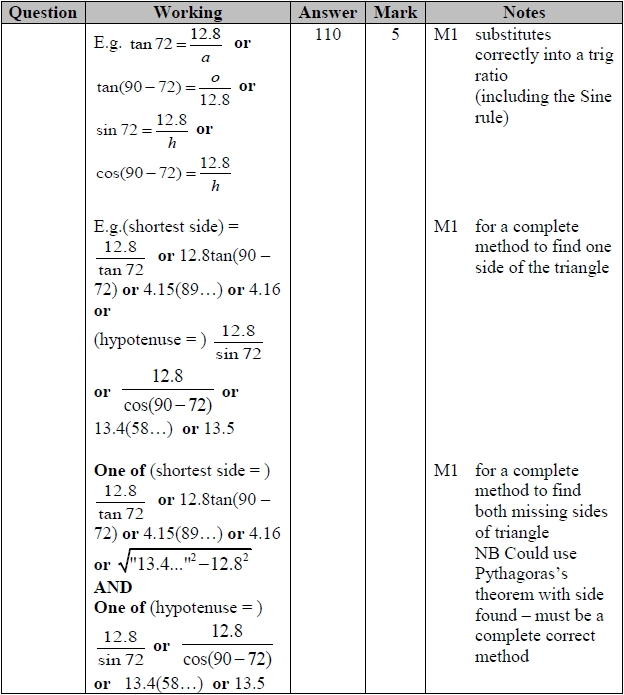 Question Working Answer Mark Notes
E.g. tan 72 = 12.8/a or
tan(90 – 72) = o/12.8 or
sin 72 = 12.8/h or
cos(90 – 72) = 12.8/h
110
5
M1 substitutes
correctly into a trig
ratio
(including the Sine
rule)
E.g.(shortest side) =
12.8/tan 72 or 12.8tan(90 –
72) or 4.15(89…) or 4.16
or
(hypotenuse = ) 12.8/sin 72
or 12.8/cos(90 – 72) or
13.4(58…) or 13.5
M1 for a complete
method to find one
side of the triangle
One of (shortest side = )
12.8/tan 72 or 12.8tan(90 –
72) or 4.15(89…) or 4.16
or √"13.4..."² – 12.8²
AND
One of (hypotenuse = )
12.8/sin 72 or 12.8/cos(90 – 72)
or 13.4(58…) or 13.5
M1 for a complete
method to find
both missing sides
of triangle
NB Could use
Pythagoras’s
theorem with side
found – must be a
complete correct
method